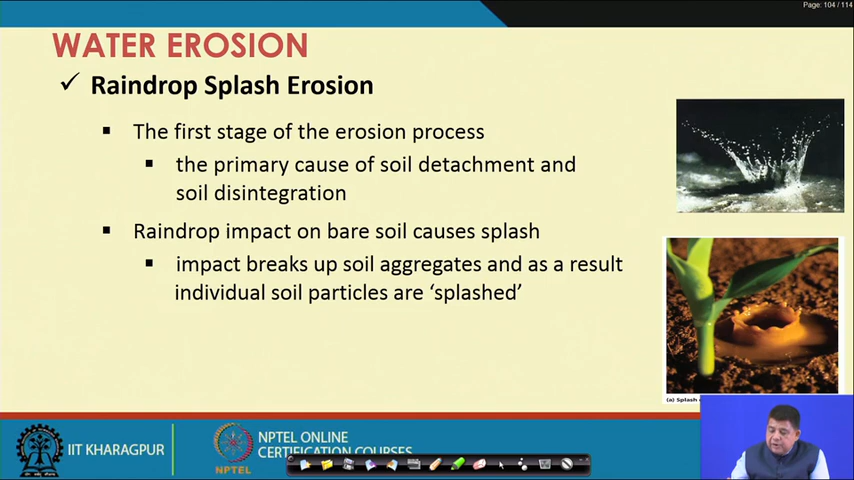 Page: 104 / 114
WATER EROSION
✓ Raindrop Splash Erosion
▪ The first stage of the erosion process
▪ the primary cause of soil detachment and
soil disintegration
▪ Raindrop impact on bare soil causes splash
▪ impact breaks up soil aggregates and as a result
individual soil particles are ‘splashed’
(a) Splash
IIT KHARAGPUR
NPTEL
NPTEL ONLINE
CERTIFICATION COURSES